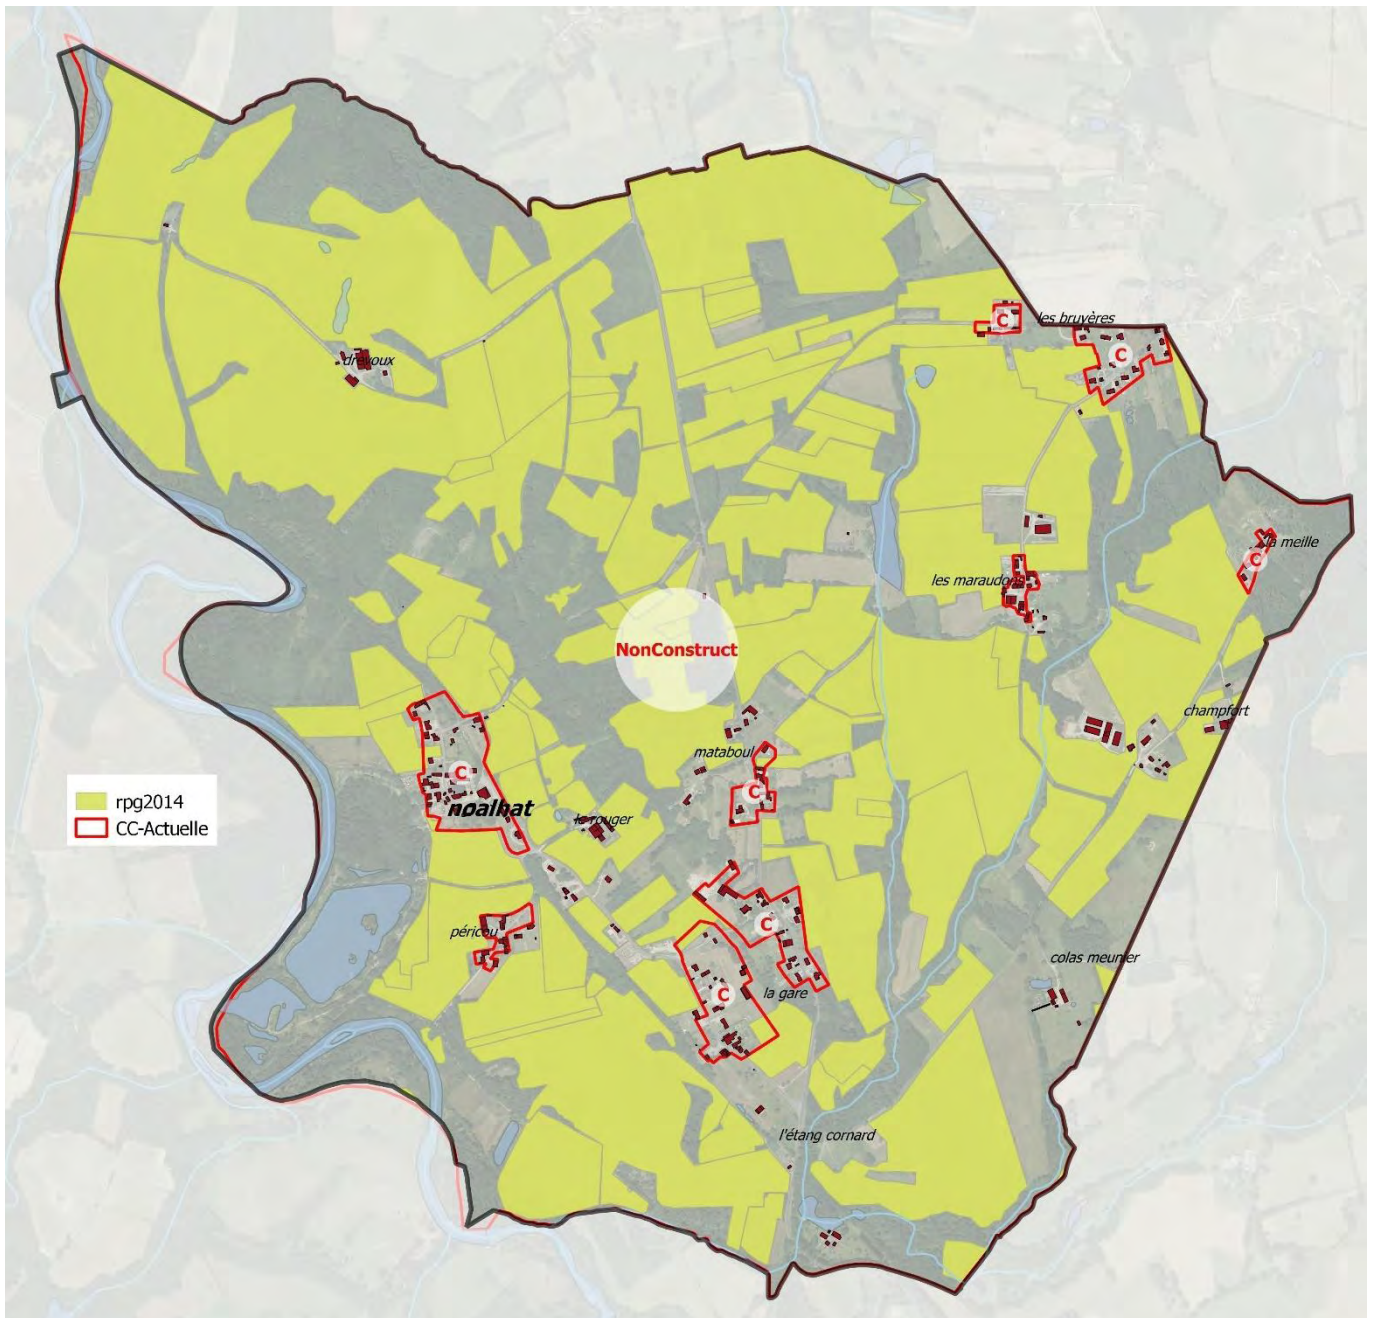 les bruyères
C
C
drevoux
la meille
C
les maraudons
NonConstruct
champfort
mataboul
C
C
rpg2014
CC-Actuelle
noalhat
le rouger
C
péricou
colas meunier
C
la gare
l'étang cornard